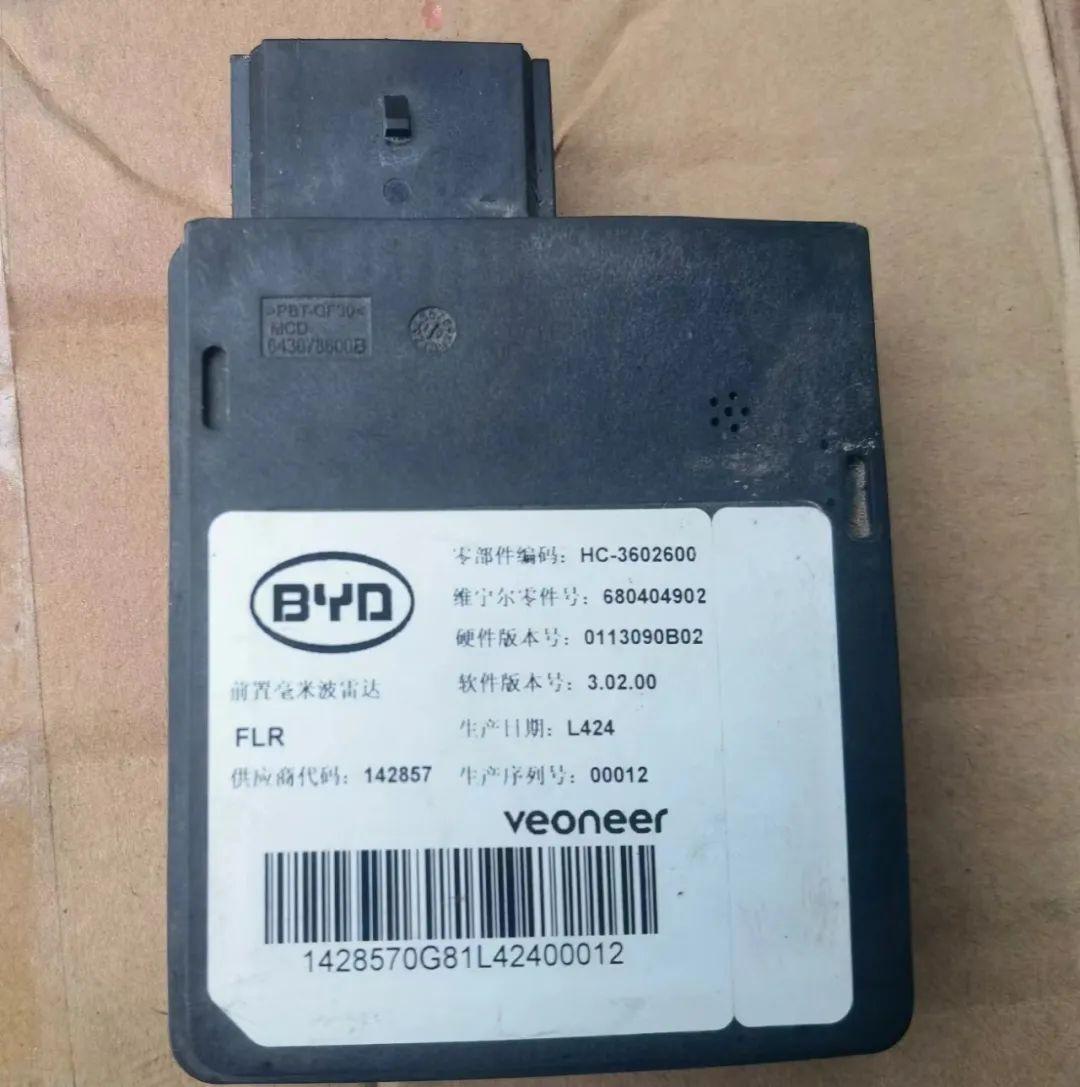 >PBT-GF30<
MCD
643678600B
BYD
前置毫米波雷达
FLR
供应商代码：142857
零部件编码：HC-3602600
维宁尔零件号：680404902
硬件版本号：0113090B02
软件版本号：3.02.00
生产日期：L424
生产序列号：00012
veoneer
1428570G81L42400012